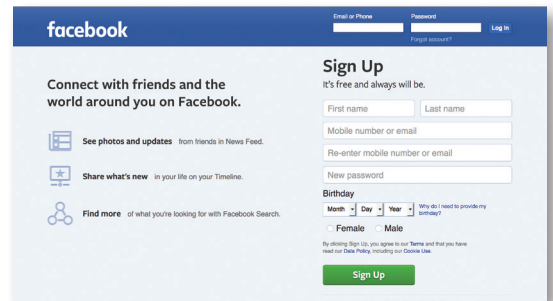 facebook
Email or Phone
Password
Log In
Forgot account?
Connect with friends and the
world around you on Facebook.
See photos and updates from friends in News Feed.
Share what's new in your life on your Timeline.
Find more of what you're looking for with Facebook Search.
Sign Up
It's free and always will be.
First name
Last name
Mobile number or email
Re-enter mobile number or email
New password
Birthday
Month Day Year
Why do I need to provide my
birthday?
Female Male
By clicking Sign Up, you agree to our Terms and that you have
read our Data Policy, including our Cookie Use.
Sign Up